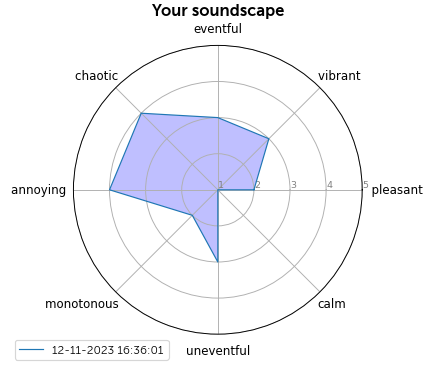 Your soundscape
eventful
chaotic
vibrant
annoying
1 2 3 4 5
pleasant
monotonous
calm
uneventful
12-11-2023 16:36:01